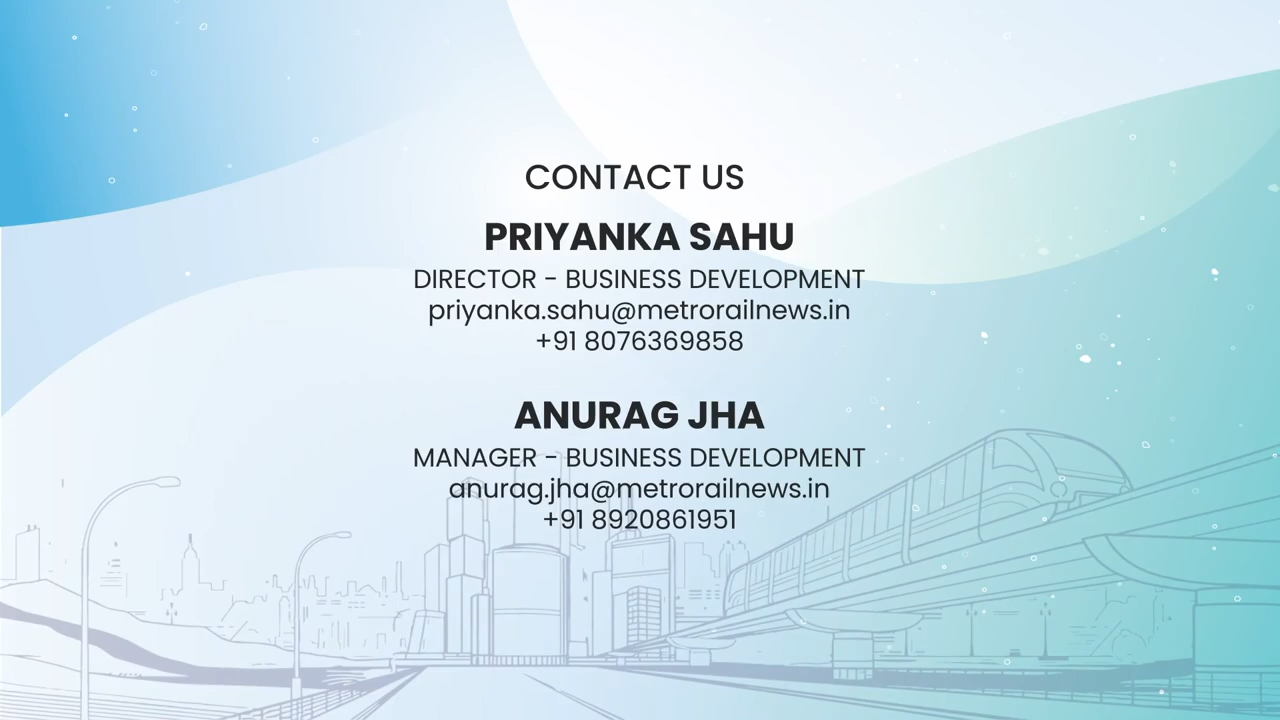 CONTACT US
PRIYANKA SAHU
DIRECTOR - BUSINESS DEVELOPMENT
priyanka.sahu@metrorailnews.in
+91 8076369858
ANURAG JHA
MANAGER - BUSINESS DEVELOPMENT
anurag.jha@metrorailnews.in
+91 8920861951